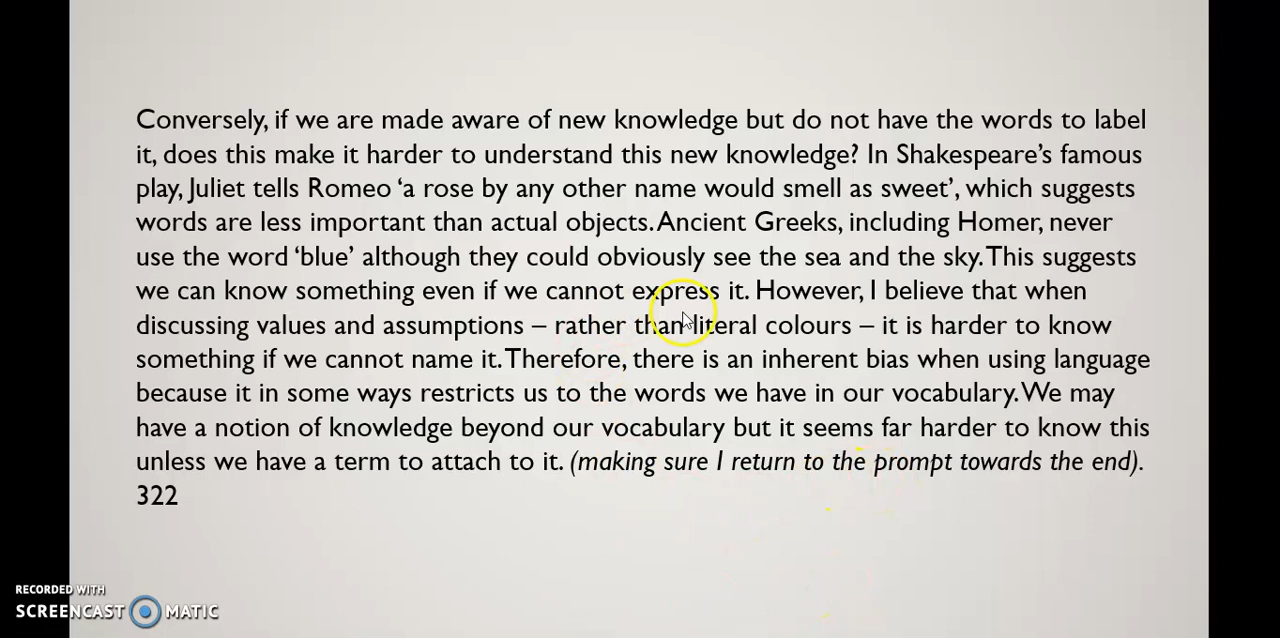 Conversely, if we are made aware of new knowledge but do not have the words to label
it, does this make it harder to understand this new knowledge? In Shakespeare's famous
play, Juliet tells Romeo 'a rose by any other name would smell as sweet', which suggests
words are less important than actual objects. Ancient Greeks, including Homer, never
use the word 'blue' although they could obviously see the sea and the sky. This suggests
we can know something even if we cannot express it. However, I believe that when
discussing values and assumptions – rather than literal colours – it is harder to know
something if we cannot name it. Therefore, there is an inherent bias when using language
because it in some ways restricts us to the words we have in our vocabulary. We may
have a notion of knowledge beyond our vocabulary but it seems far harder to know this
unless we have a term to attach to it. (making sure I return to the prompt towards the end).
322
RECORDED WITH
SCREENCAST MATIC